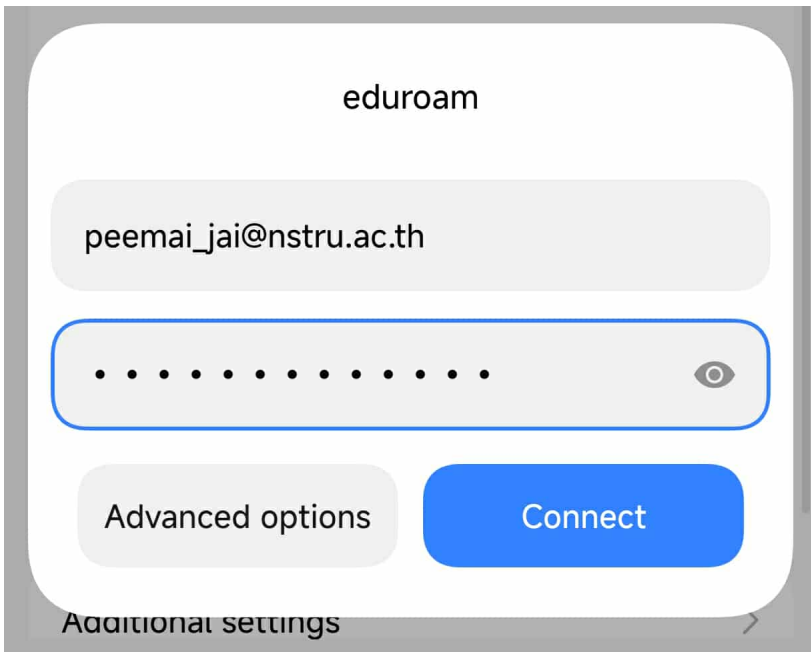 eduroam
peemai_jai@nstru.ac.th
•••••••••••••
Advanced options
Connect
Additional settings